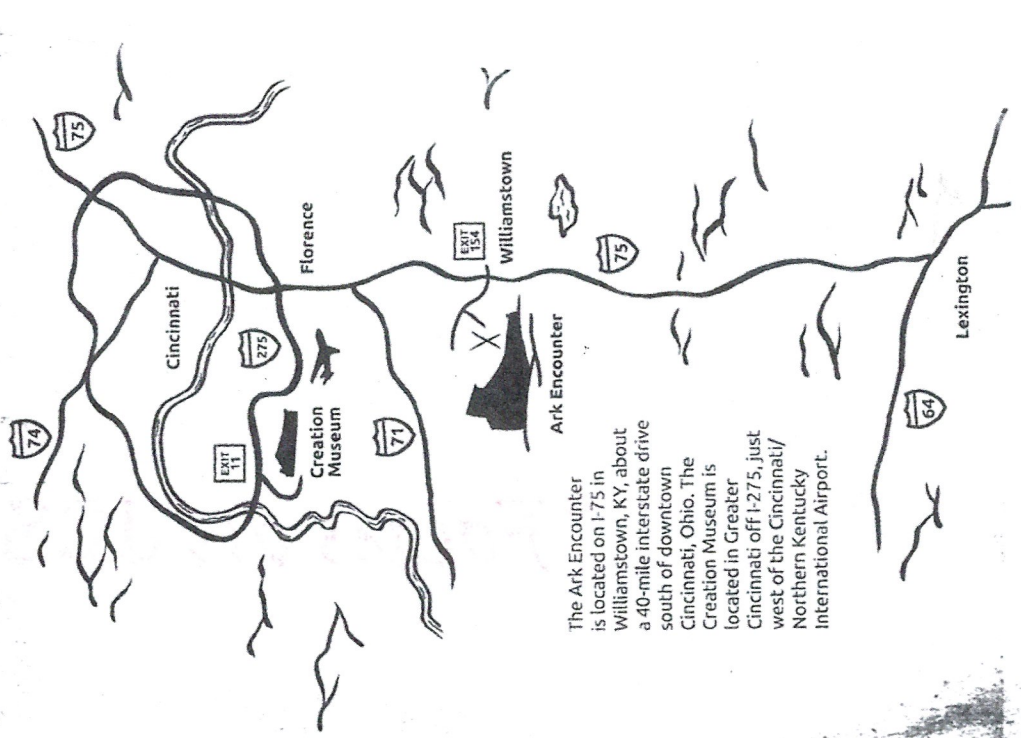 75
74
Cincinnati
275
EXIT
11
Florence
Creation
Museum
71
EXIT
154
Williamstown
Ark Encounter
75
64
Lexington
The Ark Encounter
is located on I-75 in
Williamstown, KY, about
a 40-mile interstate drive
south of downtown
Cincinnati, Ohio. The
Creation Museum is
located in Greater
Cincinnati off I-275, just
west of the Cincinnati/
Northern Kentucky
International Airport.